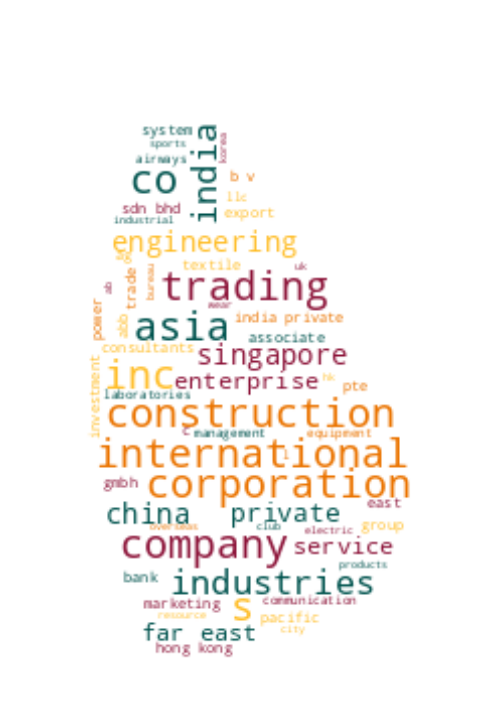 system
sports
airways
india
korea
co
b v
llc
sdn bhd
export
industrial
engineering
textile
uk
bureau
trade
trading
ab
wear
power
abb
asia
india private
associate
consultants
singapore
investment
inc
enterprise
hk
pte
laboratories
construction
c
management
equipment
international
l
gmbh
corporation
east
china
private
overseas
club
electric
group
company
service
products
bank
industries
marketing
s
communication
resource
pacific
city
far east
hong kong